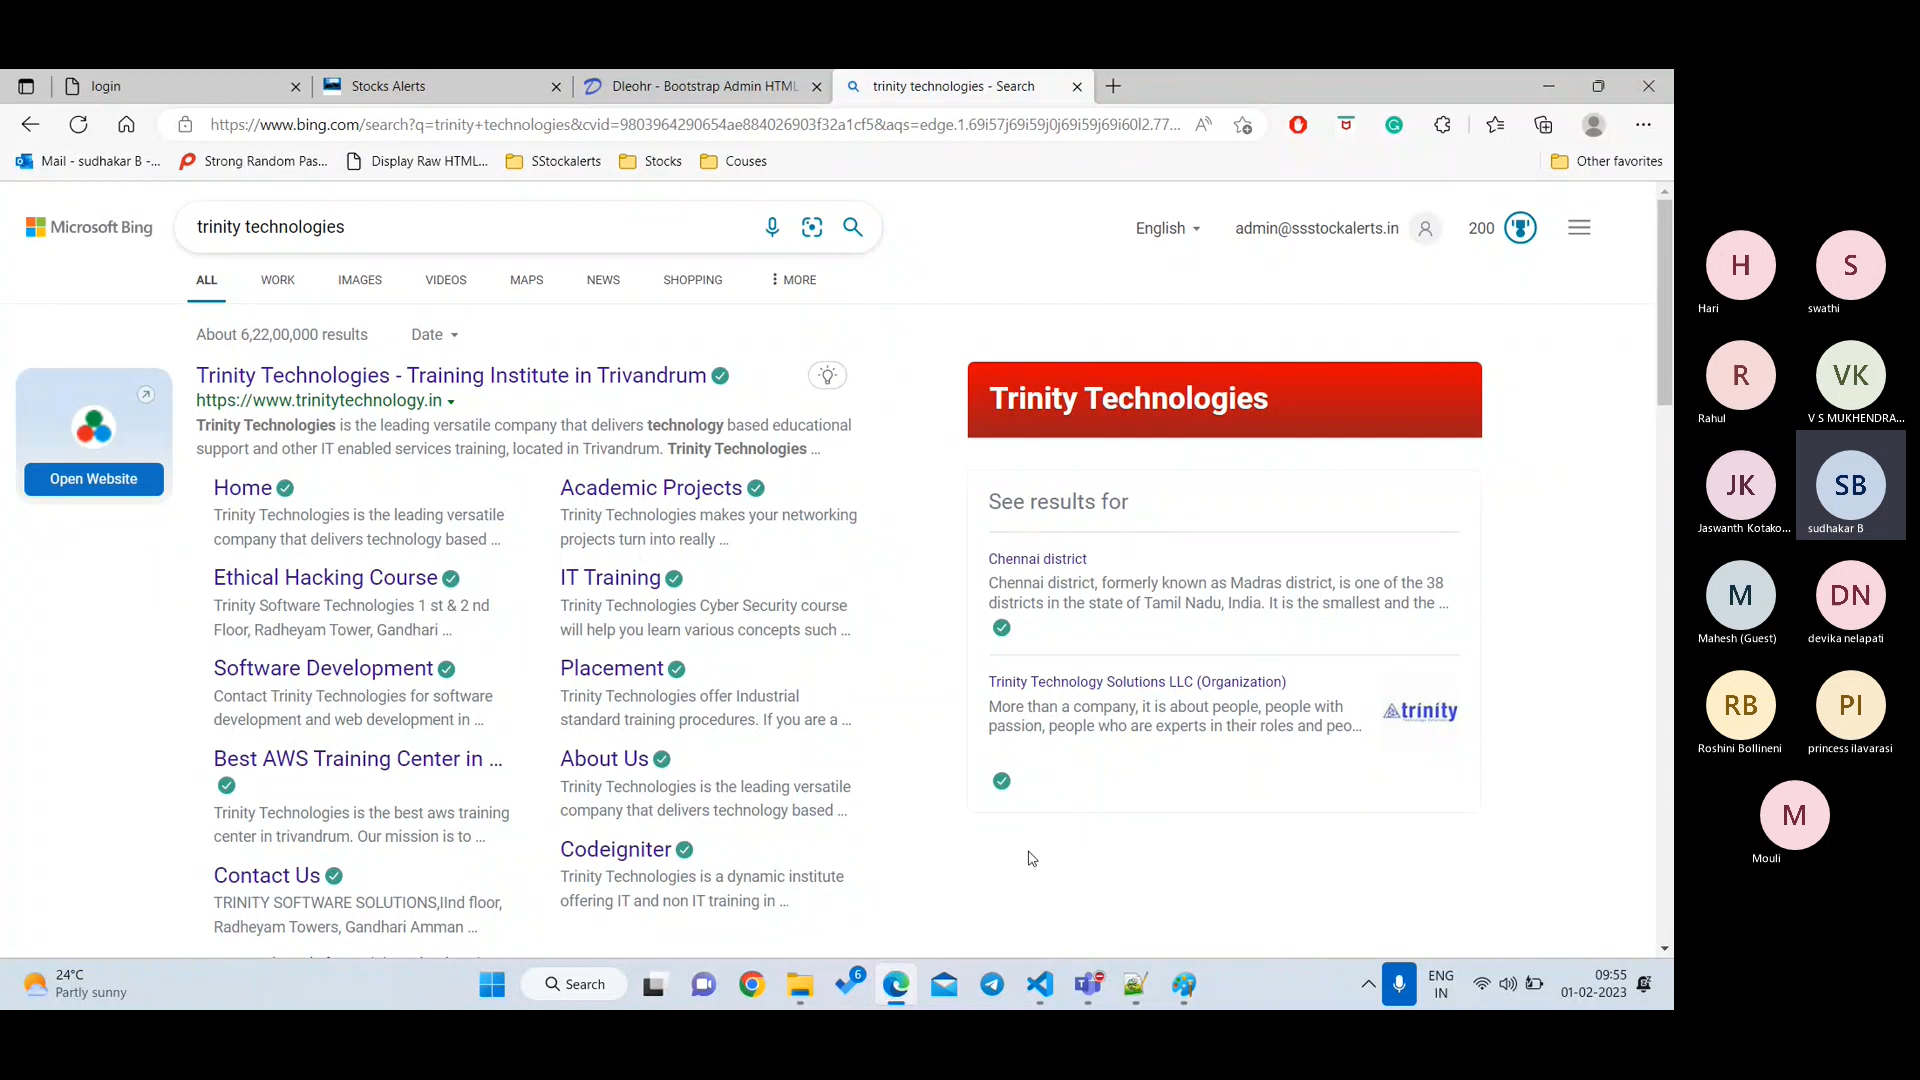 login
Stocks Alerts
Dleohr - Bootstrap Admin HTML
trinity technologies - Search
https://www.bing.com/search?q=trinity+technologies&cvid=9803964290654ae884026903f32a1cf5&aqs=edge.1.69i57j69i59j0j69i59j69i60l2.77...
Mail - sudhakar B -...
Strong Random Pas...
Display Raw HTML...
SStockalerts
Stocks
Couses
Other favorites
Microsoft Bing
trinity technologies
English
admin@ssstockalerts.in
200
ALL
WORK
IMAGES
VIDEOS
MAPS
NEWS
SHOPPING
MORE
About 6,22,00,000 results
Date
Open Website
Trinity Technologies - Training Institute in Trivandrum
https://www.trinitytechnology.in
Trinity Technologies is the leading versatile company that delivers technology based educational
support and other IT enabled services training, located in Trivandrum. Trinity Technologies ...
Home
Trinity Technologies is the leading versatile
company that delivers technology based ...
Ethical Hacking Course
Trinity Software Technologies 1 st & 2 nd
Floor, Radheyam Tower, Gandhari ...
Software Development
Contact Trinity Technologies for software
development and web development in ...
Best AWS Training Center in ...
Trinity Technologies is the best aws training
center in trivandrum. Our mission is to ...
Contact Us
TRINITY SOFTWARE SOLUTIONS,IInd floor,
Radheyam Towers, Gandhari Amman ...
Academic Projects
Trinity Technologies makes your networking
projects turn into really ...
IT Training
Trinity Technologies Cyber Security course
will help you learn various concepts such ...
Placement
Trinity Technologies offer Industrial
standard training procedures. If you are a ...
About Us
Trinity Technologies is the leading versatile
company that delivers technology based ...
Codeigniter
Trinity Technologies is a dynamic institute
offering IT and non IT training in ...
Trinity Technologies
See results for
Chennai district
Chennai district, formerly known as Madras district, is one of the 38
districts in the state of Tamil Nadu, India. It is the smallest and the ...
Trinity Technology Solutions LLC (Organization)
More than a company, it is about people, people with
passion, people who are experts in their roles and peo...
trinity
H
Hari
S
swathi
R
Rahul
VK
V S MUKHENDRA...
JK
Jaswanth Kotako...
SB
sudhakar B
M
Mahesh (Guest)
DN
devika nelapati
RB
Roshini Bollineni
PI
princess ilavarasi
M
Mouli
24°C
Partly sunny
Search
6
ENG
IN
09:55
01-02-2023